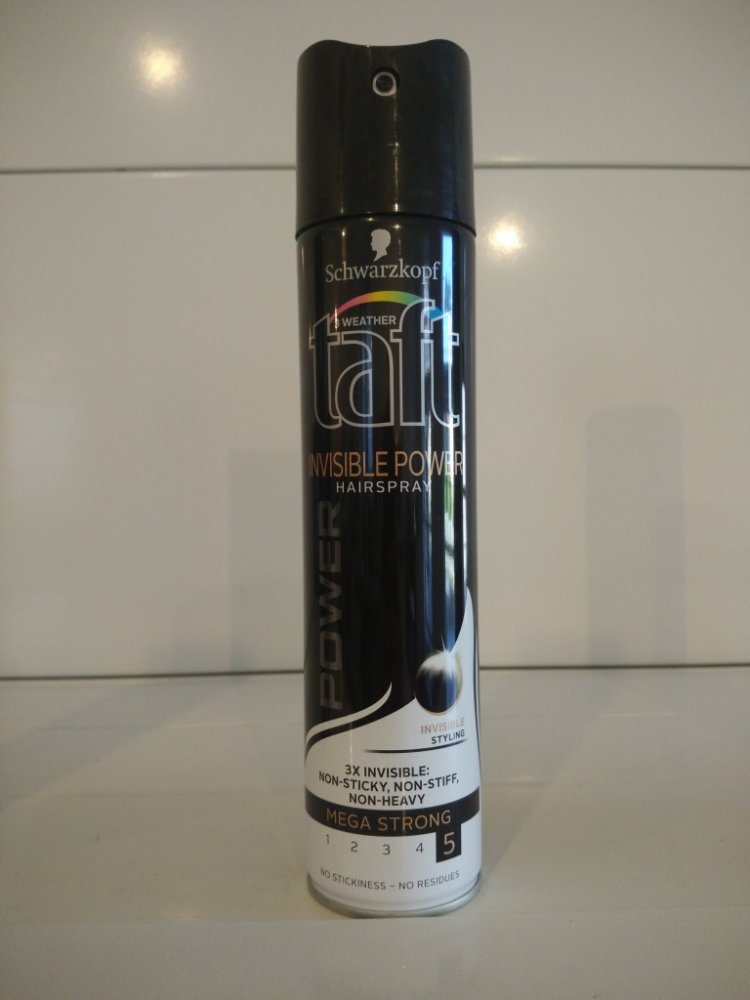 Schwarzkopf
3 WEATHER
taft
INVISIBLE POWER
HAIRSPRAY
POWER
INVISIBLE
STYLING
3X INVISIBLE:
NON-STICKY, NON-STIFF,
NON-HEAVY
MEGA STRONG
1 2 3 4 5
NO STICKINESS – NO RESIDUES